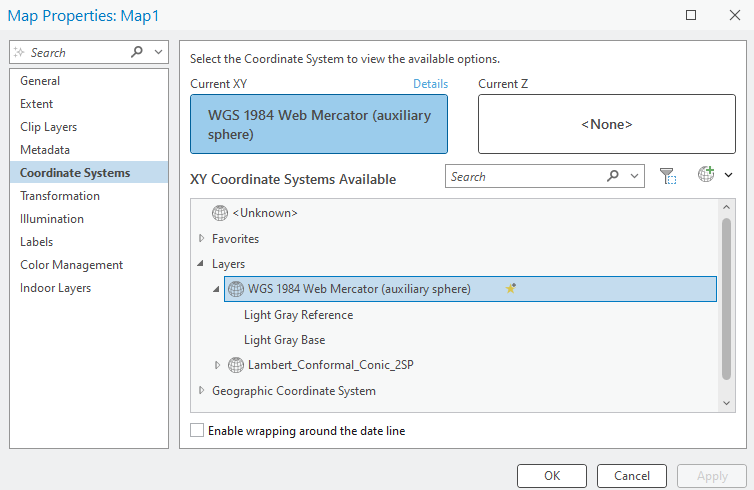 Map Properties: Map1
Search
General
Extent
Clip Layers
Metadata
Coordinate Systems
Transformation
Illumination
Labels
Color Management
Indoor Layers
Select the Coordinate System to view the available options.
Current XY
Details
WGS 1984 Web Mercator (auxiliary
sphere)
Current Z
<None>
XY Coordinate Systems Available
Search
<Unknown>
Favorites
Layers
WGS 1984 Web Mercator (auxiliary sphere)
Light Gray Reference
Light Gray Base
Lambert_Conformal_Conic_2SP
Geographic Coordinate System
Enable wrapping around the date line
OK
Cancel
Apply